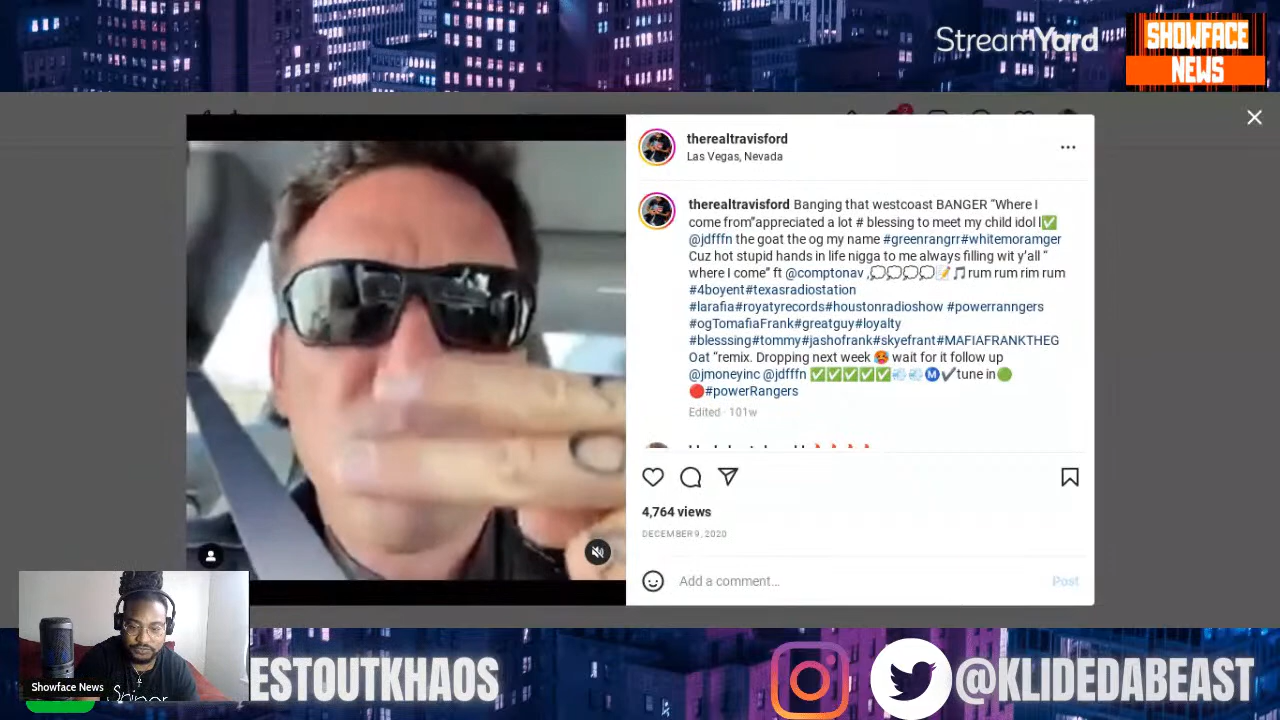 StreamYard
SHOWFACE
NEWS
therealtravisford
Las Vegas, Nevada
therealtravisford Banging that westcoast BANGER “Where I
come from”appreciated a lot # blessing to meet my child idol l✅
@jdfffn the goat the og my name #greenrangrr#whitemoramger
Cuz hot stupid hands in life nigga to me always filling wit y'all “
where I come” ft @comptonav ,💭💭💭💭📝🎵rum rum rim rum
#4boyent#texasradiostation
#larafia#royatyrecords#houstonradioshow #powerranngers
#ogTomafiaFrank#greatguy#loyalty
#blesssing#tommy#jashofrank#skyefrant#MAFIAFRANKTHEG
Oat “remix. Dropping next week 🥵 wait for it follow up
@jmoneyinc @jdfffn ✅✅✅✅✅💨💨Ⓜ️✔️tune in🟢
🔴#powerRangers
Edited · 101w
4,764 views
DECEMBER 9, 2020
Add a comment...
Post
Showface News
ESTOUTKHAOS
@KLIDEDABEAST